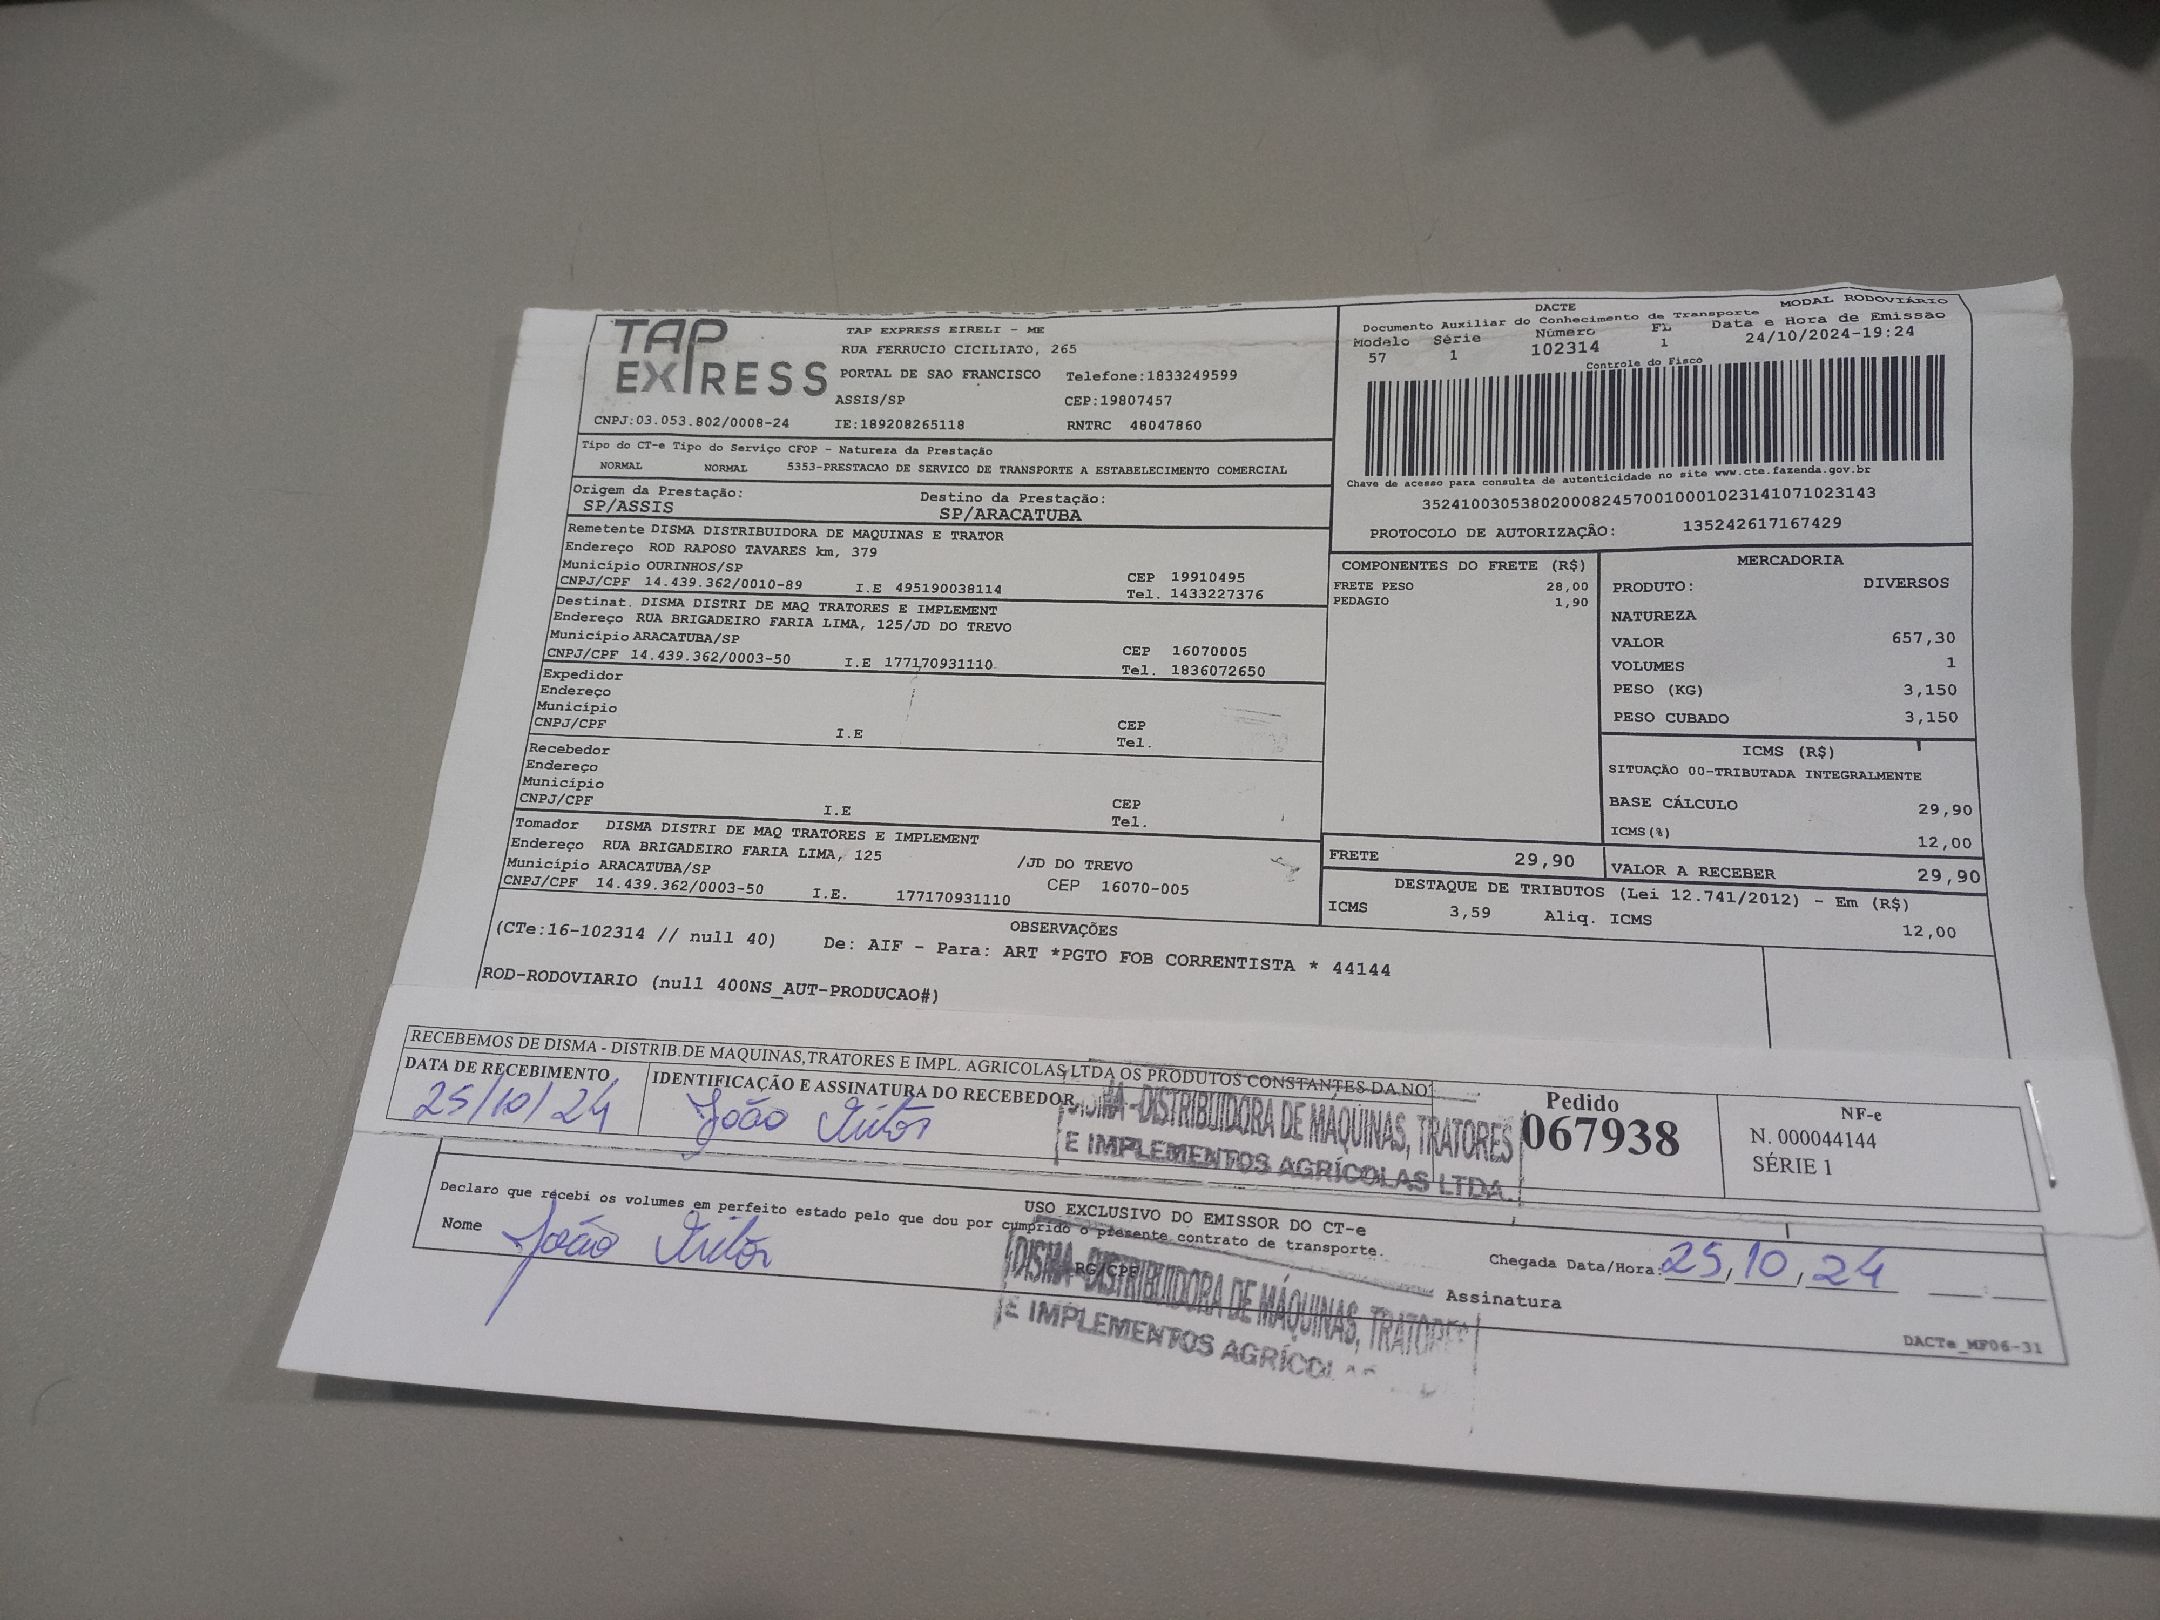 TAP
EXPRESS
TAP EXPRESS EIRELI - ME
RUA FERRUCIO CICILIATO, 265
PORTAL DE SAO FRANCISCO Telefone:1833249599
ASSIS/SP CEP:19807457
CNPJ:03.053.802/0008-24 IE:189208265118 RNTRC 48047860
DACTE MODAL RODOVIÁRIO
Documento Auxiliar do Conhecimento de Transporte
Modelo Série Número FL Data e Hora de Emissão
57 1 102314 1 24/10/2024-19:24
Controle do Fisco
Chave de acesso para consulta de autenticidade no site www.cte.fazenda.gov.br
35241003053802000824570010001023141071023143
PROTOCOLO DE AUTORIZAÇÃO: 135242617167429
Tipo do CT-e Tipo do Serviço CFOP - Natureza da Prestação
NORMAL NORMAL 5353-PRESTACAO DE SERVICO DE TRANSPORTE A ESTABELECIMENTO COMERCIAL
Origem da Prestação: Destino da Prestação:
SP/ASSIS SP/ARACATUBA
Remetente DISMA DISTRIBUIDORA DE MAQUINAS E TRATOR
Endereço ROD RAPOSO TAVARES km, 379
Município OURINHOS/SP CEP 19910495
CNPJ/CPF 14.439.362/0010-89 I.E 495190038114 Tel. 1433227376
Destinat. DISMA DISTRI DE MAQ TRATORES E IMPLEMENT
Endereço RUA BRIGADEIRO FARIA LIMA, 125/JD DO TREVO
Município ARACATUBA/SP CEP 16070005
CNPJ/CPF 14.439.362/0003-50 I.E 177170931110 Tel. 1836072650
Expedidor
Endereço
Município CEP
CNPJ/CPF I.E Tel.
Recebedor
Endereço
Município CEP
CNPJ/CPF I.E Tel.
Tomador DISMA DISTRI DE MAQ TRATORES E IMPLEMENT
Endereço RUA BRIGADEIRO FARIA LIMA, 125 /JD DO TREVO
Município ARACATUBA/SP CEP 16070-005
CNPJ/CPF 14.439.362/0003-50 I.E. 177170931110
COMPONENTES DO FRETE (R$)
FRETE PESO 28,00
PEDAGIO 1,90
MERCADORIA
PRODUTO: DIVERSOS
NATUREZA
VALOR 657,30
VOLUMES 1
PESO (KG) 3,150
PESO CUBADO 3,150
ICMS (R$)
SITUAÇÃO 00-TRIBUTADA INTEGRALMENTE
BASE CÁLCULO 29,90
ICMS(%) 12,00
FRETE 29,90 VALOR A RECEBER 29,90
DESTAQUE DE TRIBUTOS (Lei 12.741/2012) - Em (R$)
ICMS 3,59 Aliq. ICMS 12,00
OBSERVAÇÕES
(CTe:16-102314 // null 40) De: AIF - Para: ART *PGTO FOB CORRENTISTA * 44144
ROD-RODOVIARIO (null 400NS_AUT-PRODUCAO#)
RECEBEMOS DE DISMA - DISTRIB.DE MAQUINAS,TRATORES E IMPL. AGRICOLAS LTDA OS PRODUTOS CONSTANTES DA NO
DATA DE RECEBIMENTO IDENTIFICAÇÃO E ASSINATURA DO RECEBEDOR
25/10/24 João Vitor
DISMA-DISTRIBUIDORA DE MÁQUINAS, TRATORES
E IMPLEMENTOS AGRÍCOLAS LTDA.
Pedido
067938
NF-e
N. 000044144
SÉRIE 1
USO EXCLUSIVO DO EMISSOR DO CT-e
Declaro que recebi os volumes em perfeito estado pelo que dou por cumprido o presente contrato de transporte.
Nome João Vitor RG/CPF Assinatura
Chegada Data/Hora: 25, 10, 24
DISMA-DISTRIBUIDORA DE MÁQUINAS, TRATORES
E IMPLEMENTOS
DACTe_MF06-31